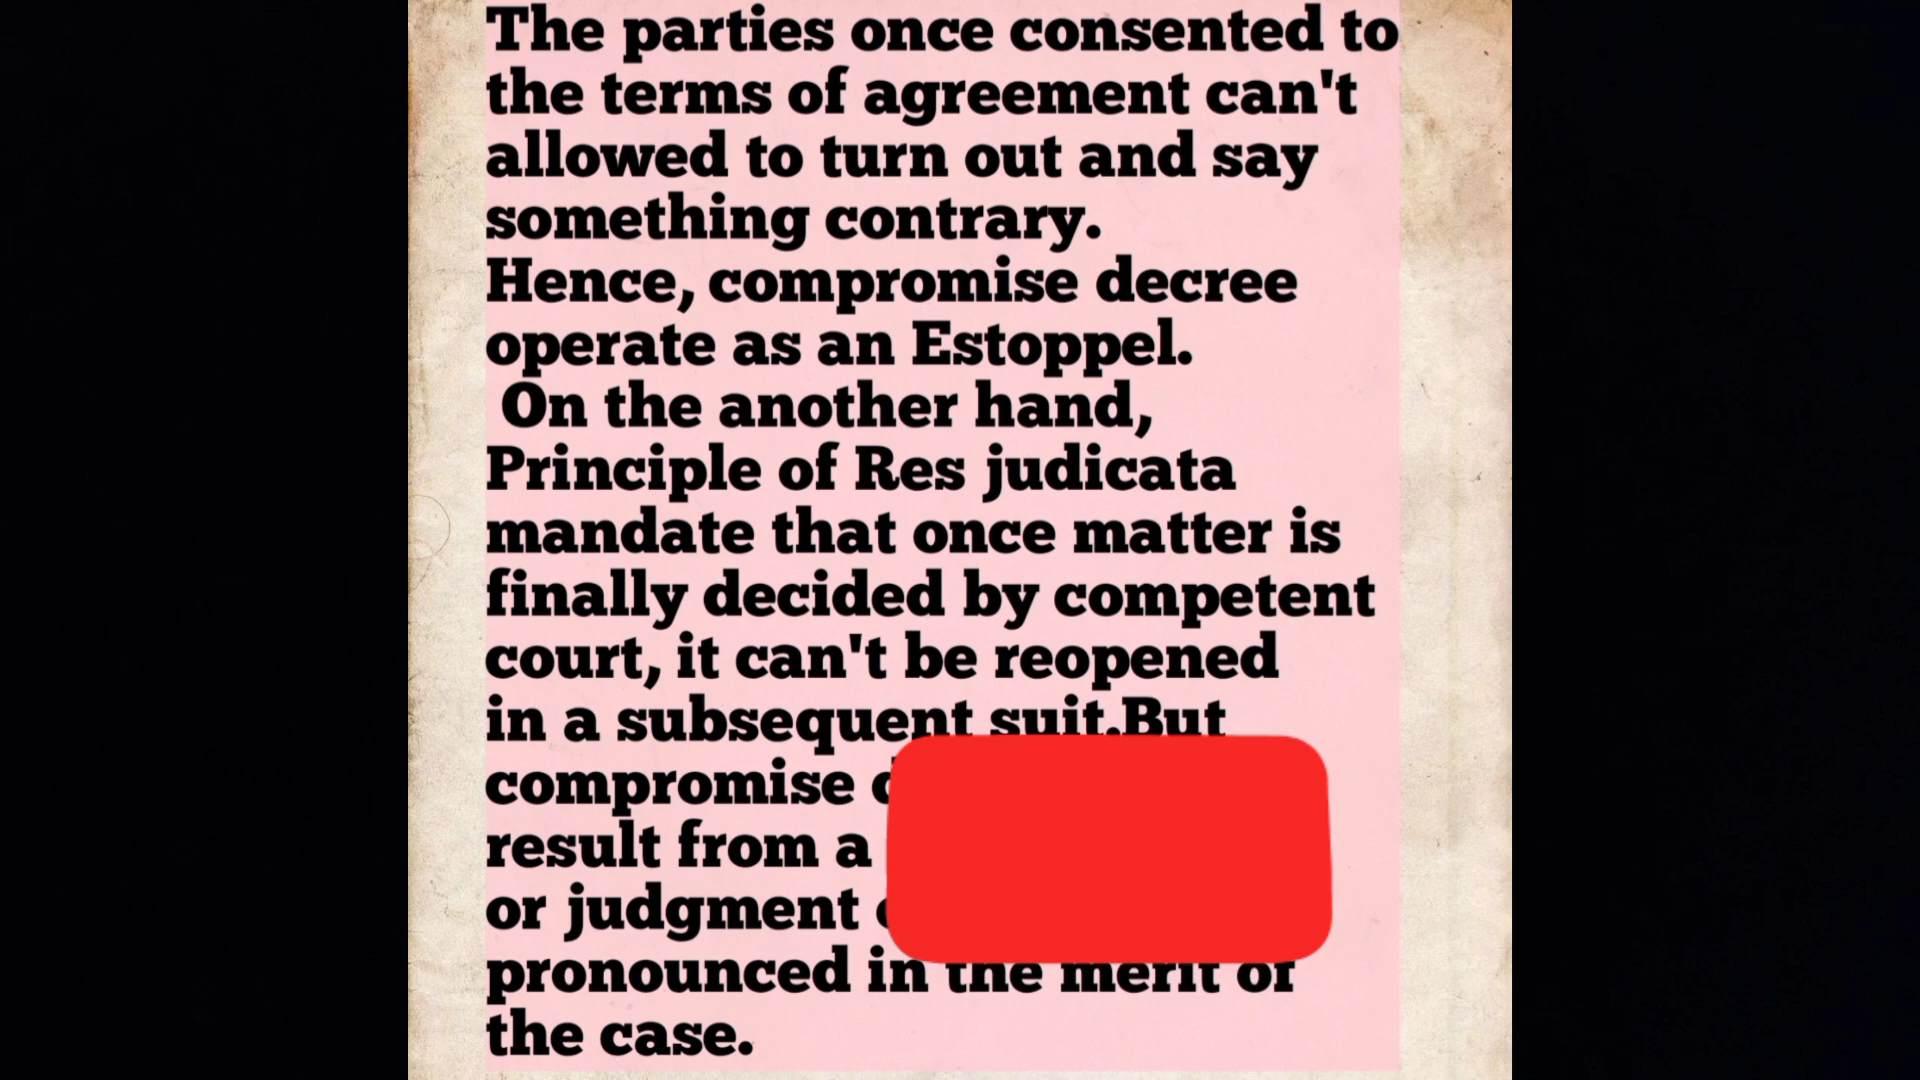 The parties once consented to
the terms of agreement can't
allowed to turn out and say
something contrary.
Hence, compromise decree
operate as an Estoppel.
On the another hand,
Principle of Res judicata
mandate that once matter is
finally decided by competent
court, it can't be reopened
in a subsequent suit.But
compromise
result from a
or judgment
pronounced in the merit of
the case.